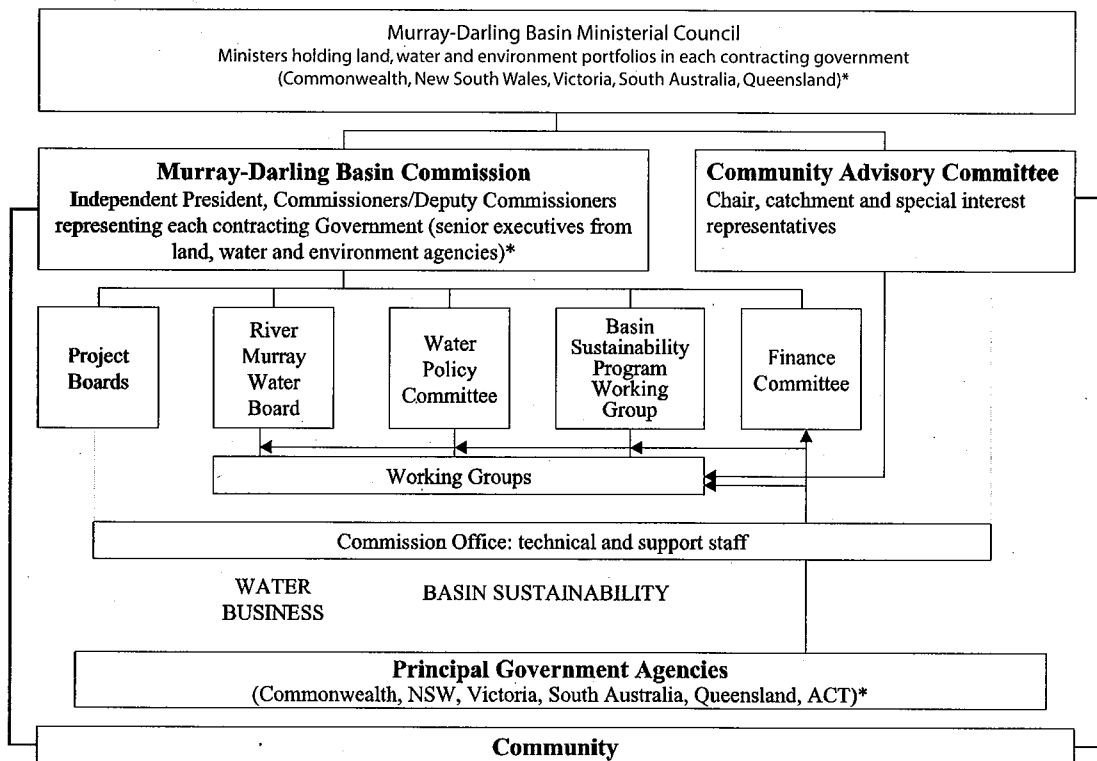 Murray-Darling Basin Ministerial Council
Ministers holding land, water and environment portfolios in each contracting government
(Commonwealth, New South Wales, Victoria, South Australia, Queensland)*
Murray-Darling Basin Commission
Independent President, Commissioners/Deputy Commissioners
representing each contracting Government (senior executives from
land, water and environment agencies)*
Community Advisory Committee
Chair, catchment and special interest
representatives
Project
Boards
River
Murray
Water
Board
Water
Policy
Committee
Basin
Sustainability
Program
Working
Group
Finance
Committee
Working Groups
Commission Office: technical and support staff
WATER
BUSINESS
BASIN SUSTAINABILITY
Principal Government Agencies
(Commonwealth, NSW, Victoria, South Australia, Queensland, ACT)*
Community